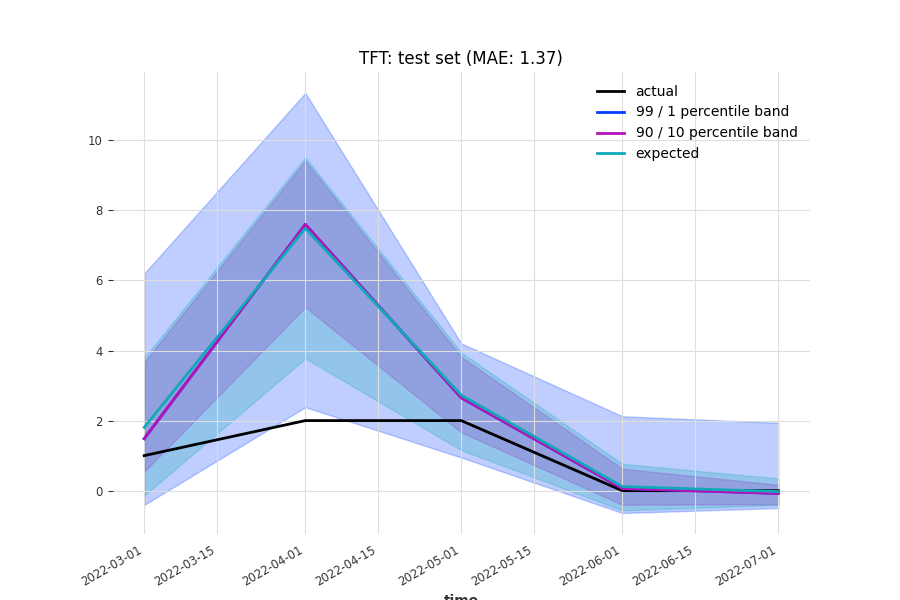 TFT: test set (MAE: 1.37)
actual
99 / 1 percentile band
90 / 10 percentile band
expected
10
8
6
4
2
0
2022-03-01
2022-03-15
2022-04-01
2022-04-15
2022-05-01
2022-05-15
2022-06-01
2022-06-15
2022-07-01
time